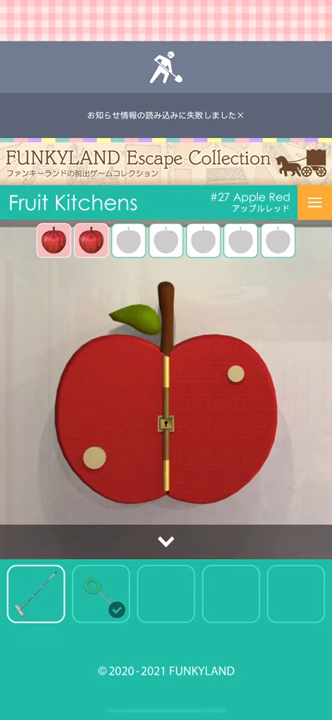 お知らせ情報の読み込みに失敗しました×
FUNKYLAND Escape Collection
ファンキーランドの脱出ゲームコレクション
Fruit Kitchens
#27 Apple Red
アップルレッド
© 2020-2021 FUNKYLAND